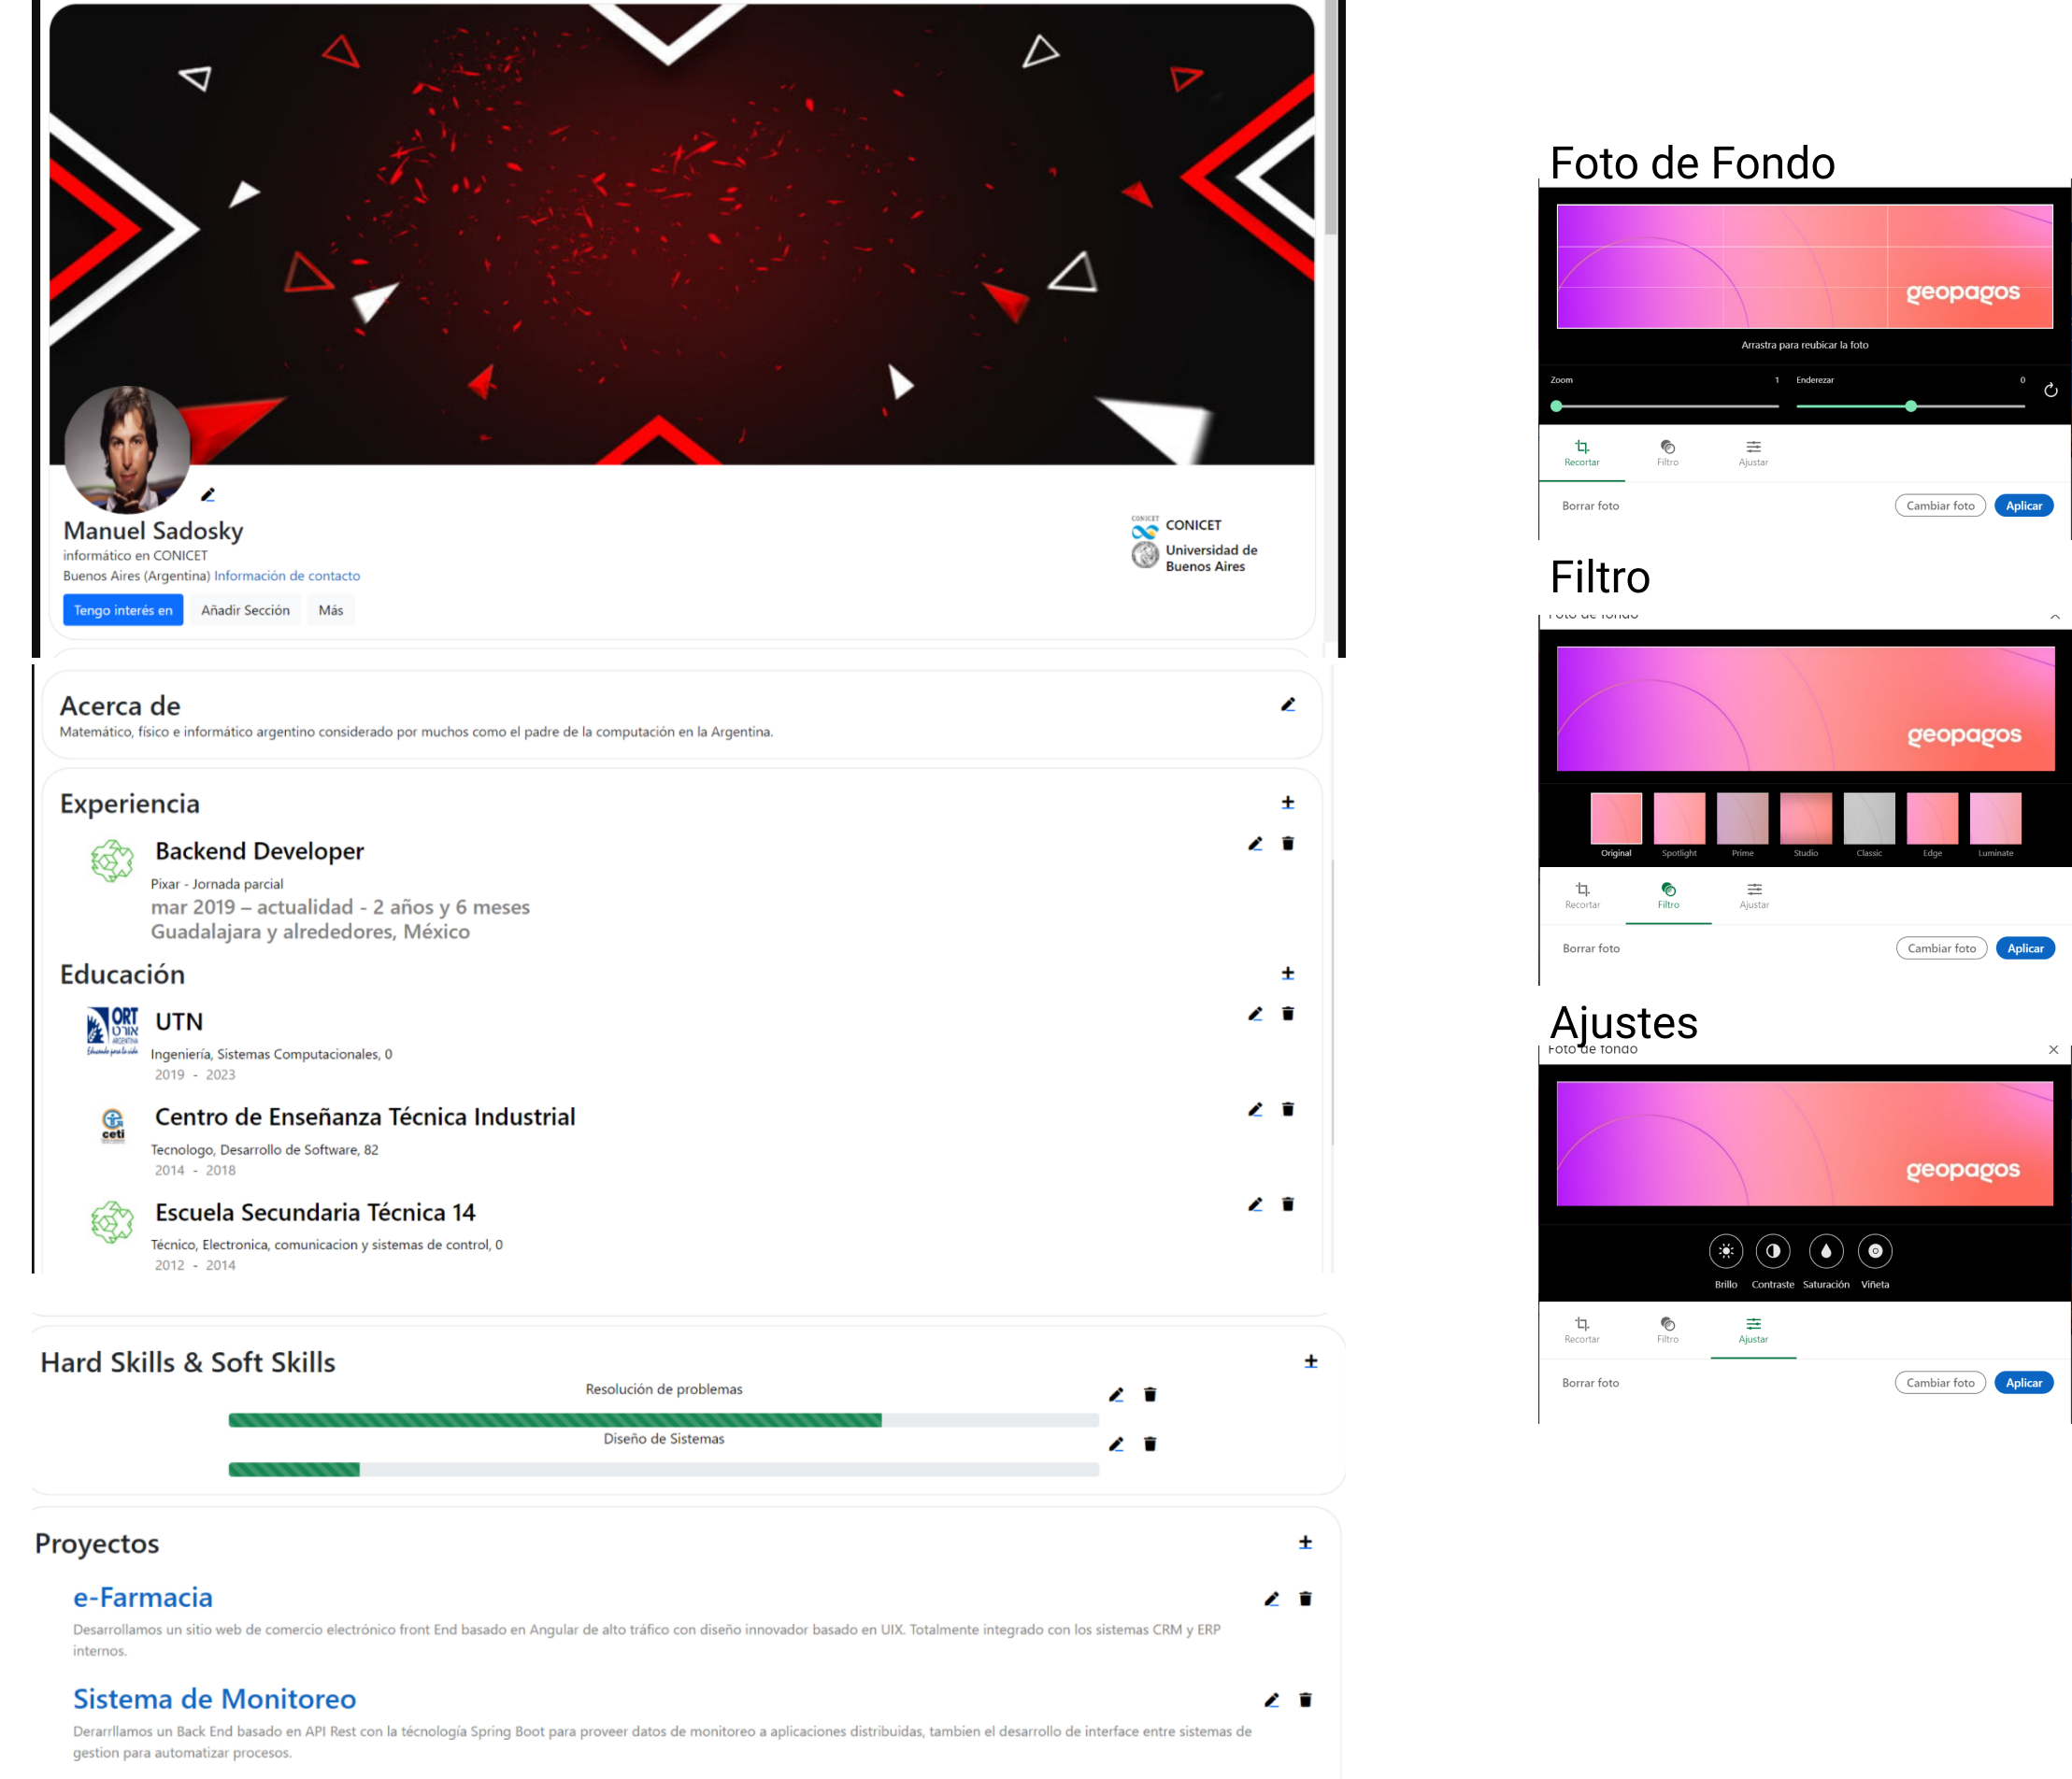 Manuel Sadosky
informático en CONICET
Buenos Aires (Argentina) Información de contacto
Tengo interés en
Añadir Sección
Más
CONICET
CONICET
Universidad de
Buenos Aires
Acerca de
Matemático, físico e informático argentino considerado por muchos como el padre de la computación en la Argentina.
Experiencia
Backend Developer
Pixar - Jornada parcial
mar 2019 – actualidad - 2 años y 6 meses
Guadalajara y alrededores, México
Educación
ORT
אורט
ARGENTINA
Educando para la vida
UTN
Ingeniería, Sistemas Computacionales, 0
2019 - 2023
ceti
Centro de Enseñanza Técnica Industrial
Tecnologo, Desarrollo de Software, 82
2014 - 2018
Escuela Secundaria Técnica 14
Técnico, Electronica, comunicacion y sistemas de control, 0
2012 - 2014
Hard Skills & Soft Skills
Resolución de problemas
Diseño de Sistemas
Proyectos
e-Farmacia
Desarrollamos un sitio web de comercio electrónico front End basado en Angular de alto tráfico con diseño innovador basado en UIX. Totalmente integrado con los sistemas CRM y ERP
internos.
Sistema de Monitoreo
Derarrllamos un Back End basado en API Rest con la técnología Spring Boot para proveer datos de monitoreo a aplicaciones distribuidas, tambien el desarrollo de interface entre sistemas de
gestion para automatizar procesos.
Foto de Fondo
geopagos
Arrastra para reubicar la foto
Zoom 1 Enderezar 0
Recortar Filtro Ajustar
Borrar foto Cambiar foto Aplicar
Filtro
Foto de fondo
geopagos
Original Spotlight Prime Studio Classic Edge Luminate
Recortar Filtro Ajustar
Borrar foto Cambiar foto Aplicar
Ajustes
Foto de fondo
geopagos
Brillo Contraste Saturación Viñeta
Recortar Filtro Ajustar
Borrar foto Cambiar foto Aplicar